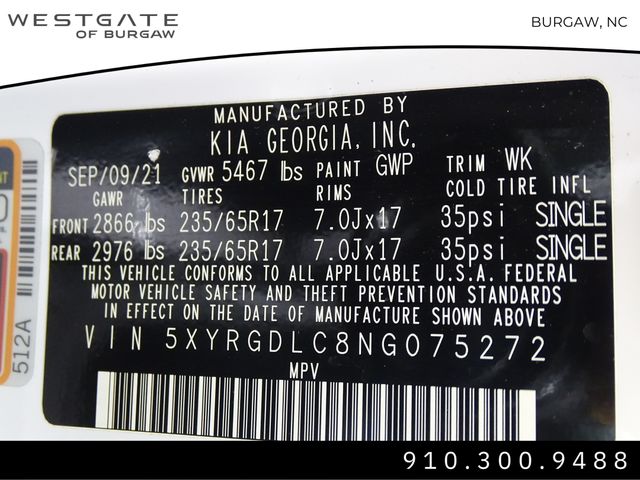 WESTGATE
OF BURGAW
BURGAW, NC
MANUFACTURED BY
KIA GEORGIA, INC.
SEP/09/21 GVWR 5467 lbs PAINT GWP TRIM WK
GAWR TIRES RIMS COLD TIRE INFL
FRONT 2866 lbs 235/65R17 7.0Jx17 35psi SINGLE
REAR 2976 lbs 235/65R17 7.0Jx17 35psi SINGLE
THIS VEHICLE CONFORMS TO ALL APPLICABLE U.S.A. FEDERAL
MOTOR VEHICLE SAFETY AND THEFT PREVENTION STANDARDS
IN EFFECT ON THE DATE OF MANUFACTURE SHOWN ABOVE
VIN 5XYRGDLC8NG075272
MPV
512A
910.300.9488